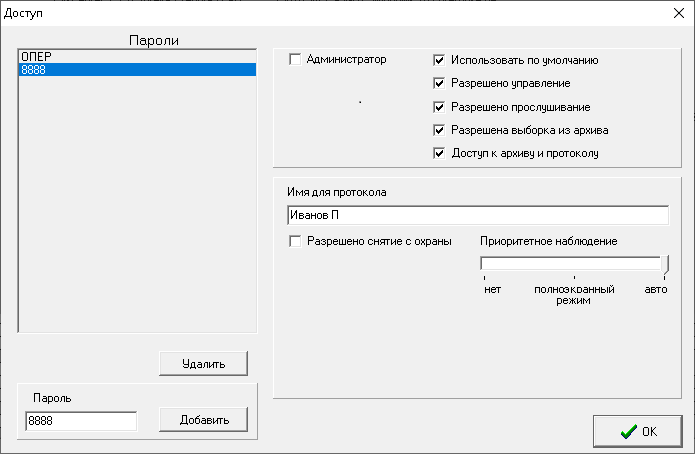 Доступ
Пароли
ОПЕР
8888
Удалить
Пароль
8888
Добавить
Администратор
Использовать по умолчанию
Разрешено управление
Разрешено прослушивание
Разрешена выборка из архива
Доступ к архиву и протоколу
Имя для протокола
Иванов П
Разрешено снятие с охраны
Приоритетное наблюдение
нет
полноэкранный
режим
авто
OK